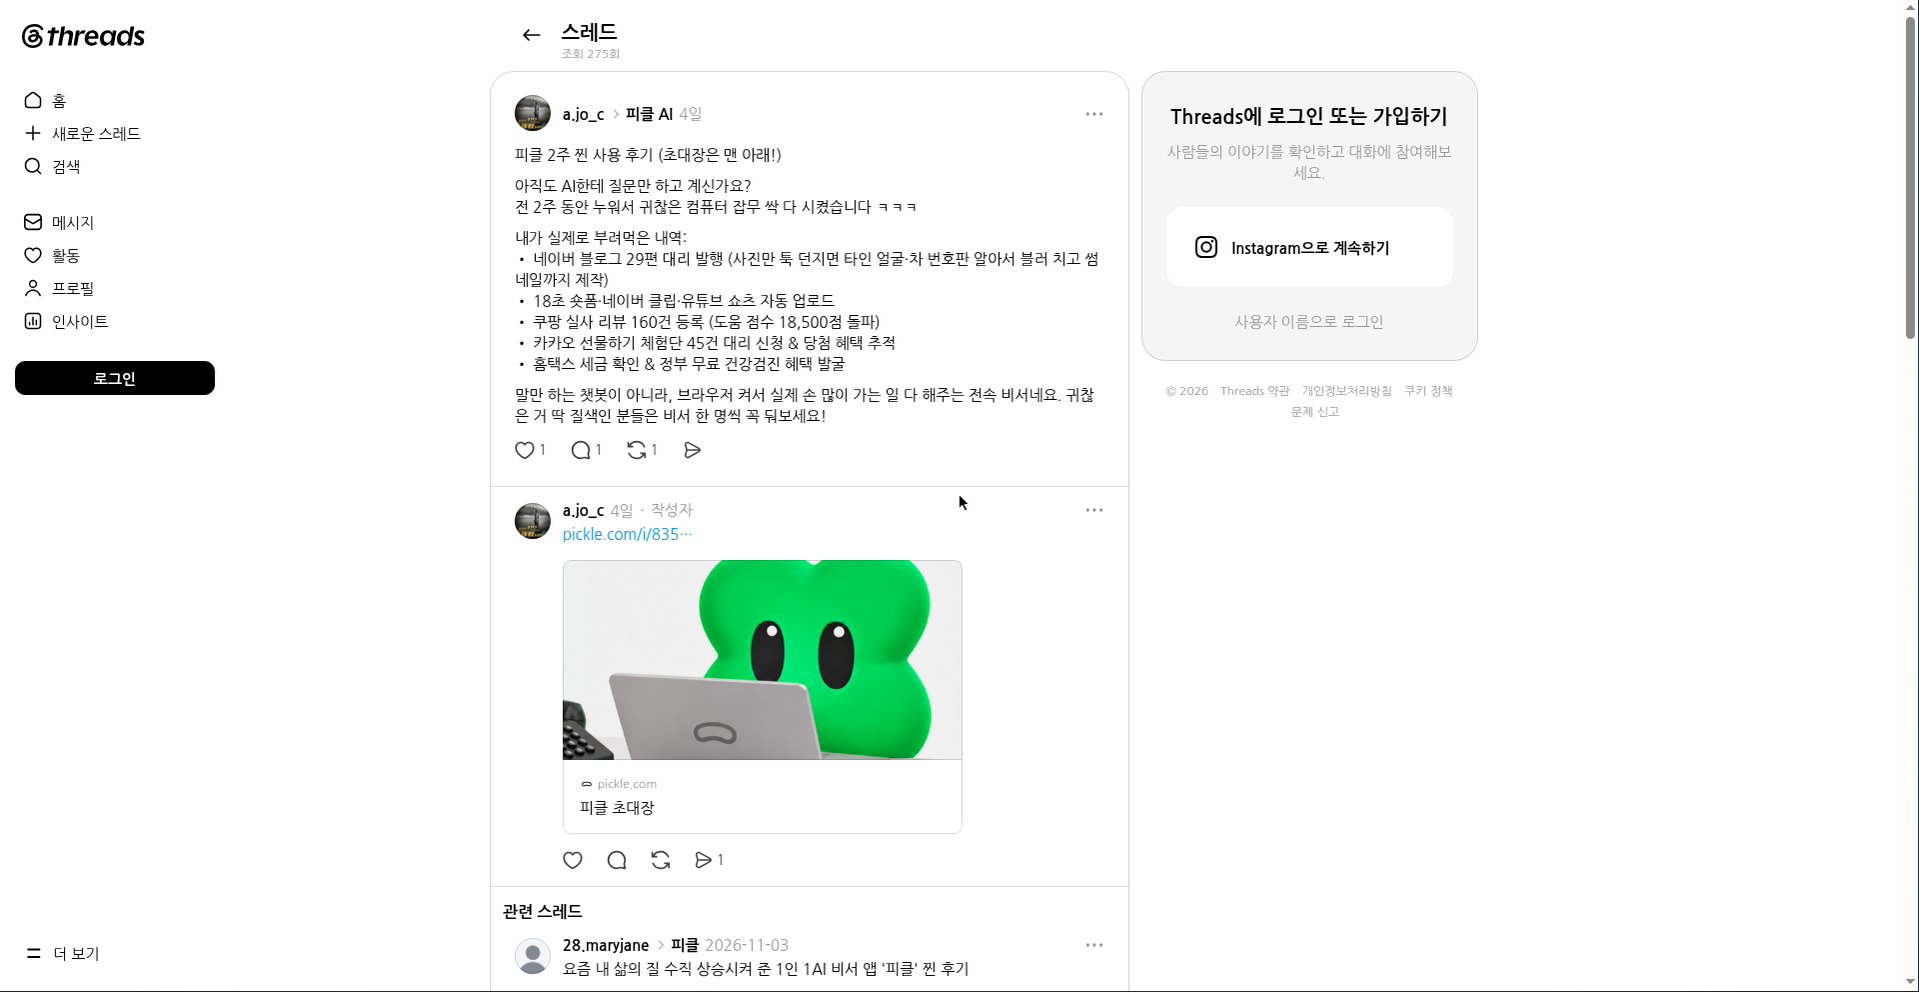 threads
홈
새로운 스레드
검색
메시지
활동
프로필
인사이트
로그인
더 보기
스레드
조회 275회
a.jo_c > 피클 AI 4일
피클 2주 찐 사용 후기 (초대장은 맨 아래!)
아직도 AI한테 질문만 하고 계신가요?
전 2주 동안 누워서 귀찮은 컴퓨터 잡무 싹 다 시켰습니다 ㅋㅋㅋ
내가 실제로 부려먹은 내역:
• 네이버 블로그 29편 대리 발행 (사진만 툭 던지면 타인 얼굴·차 번호판 알아서 블러 치고 썸
네일까지 제작)
• 18초 숏폼·네이버 클립·유튜브 쇼츠 자동 업로드
• 쿠팡 실사 리뷰 160건 등록 (도움 점수 18,500점 돌파)
• 카카오 선물하기 체험단 45건 대리 신청 & 당첨 혜택 추적
• 홈택스 세금 확인 & 정부 무료 건강검진 혜택 발굴
말만 하는 챗봇이 아니라, 브라우저 켜서 실제 손 많이 가는 일 다 해주는 전속 비서네요. 귀찮
은 거 딱 질색인 분들은 비서 한 명씩 꼭 둬보세요!
1 1 1
a.jo_c 4일 · 작성자
pickle.com/i/835…
pickle.com
피클 초대장
1
관련 스레드
28.maryjane > 피클 2026-11-03
요즘 내 삶의 질 수직 상승시켜 준 1인 1AI 비서 앱 '피클' 찐 후기
Threads에 로그인 또는 가입하기
사람들의 이야기를 확인하고 대화에 참여해보
세요.
Instagram으로 계속하기
사용자 이름으로 로그인
© 2026 Threads 약관 개인정보처리방침 쿠키 정책
문제 신고